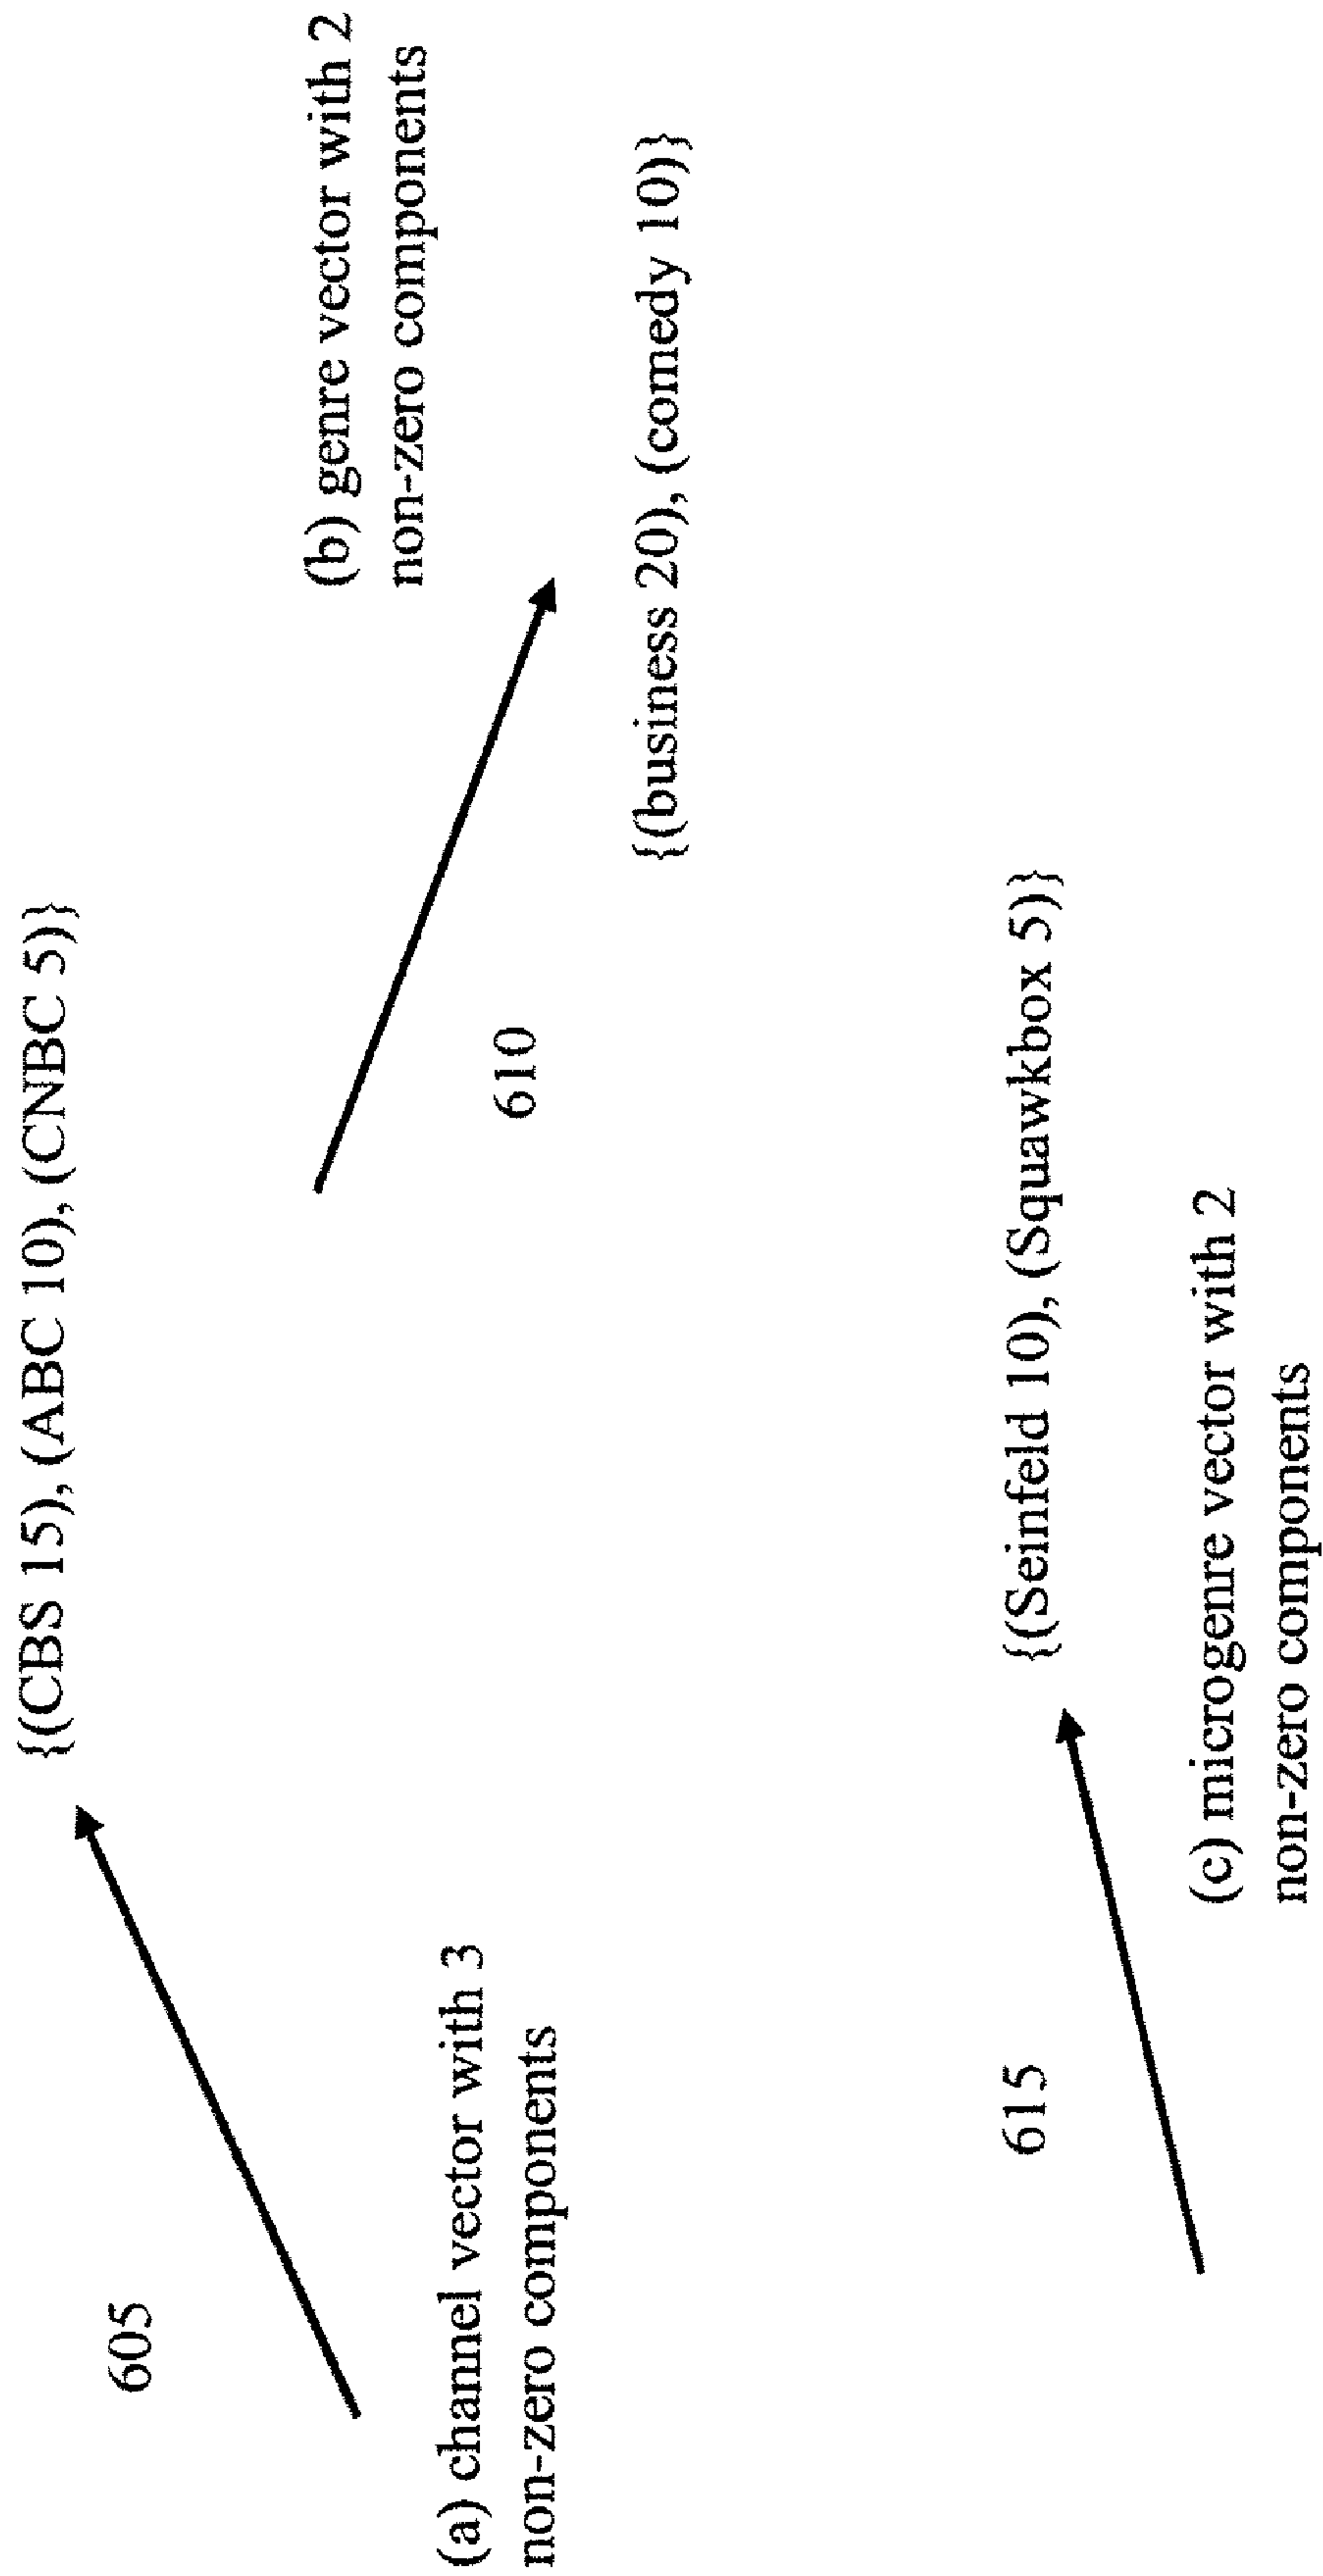 {(CBS 15), (ABC 10), (CNBC 5)}
605
(a) channel vector with 3
non-zero components
(b) genre vector with 2
non-zero components
610
{(business 20), (comedy 10)}
{(Seinfeld 10), (Squawkbox 5)}
615
(c) microgenre vector with 2
non-zero components